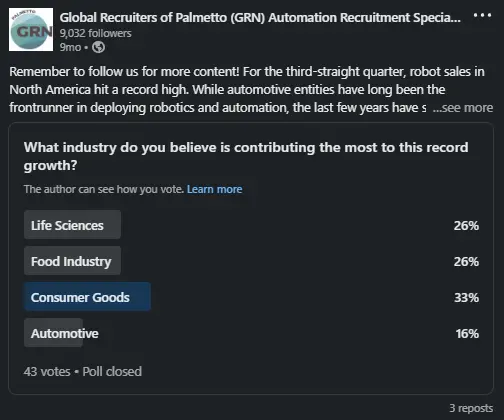 PALMETTO
GRN
Global Recruiters of Palmetto (GRN) Automation Recruitment Specia...
9,032 followers
9mo •
Remember to follow us for more content! For the third-straight quarter, robot sales in
North America hit a record high. While automotive entities have long been the
frontrunner in deploying robotics and automation, the last few years have s ...see more
What industry do you believe is contributing the most to this record
growth?
The author can see how you vote. Learn more
Life Sciences 26%
Food Industry 26%
Consumer Goods 33%
Automotive 16%
43 votes • Poll closed
3 reposts